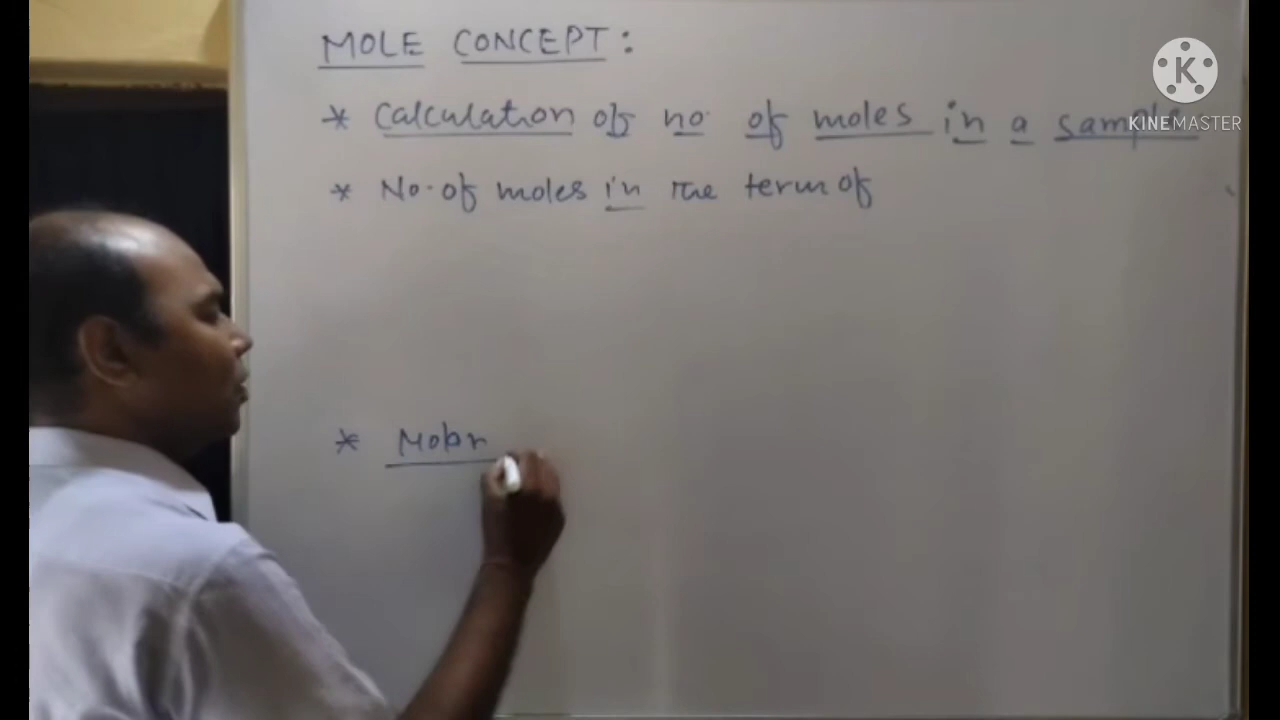 MOLE CONCEPT:
* Calculation of no. of moles in a sample
* No. of moles in the term of
* Molar
K
KINEMASTER